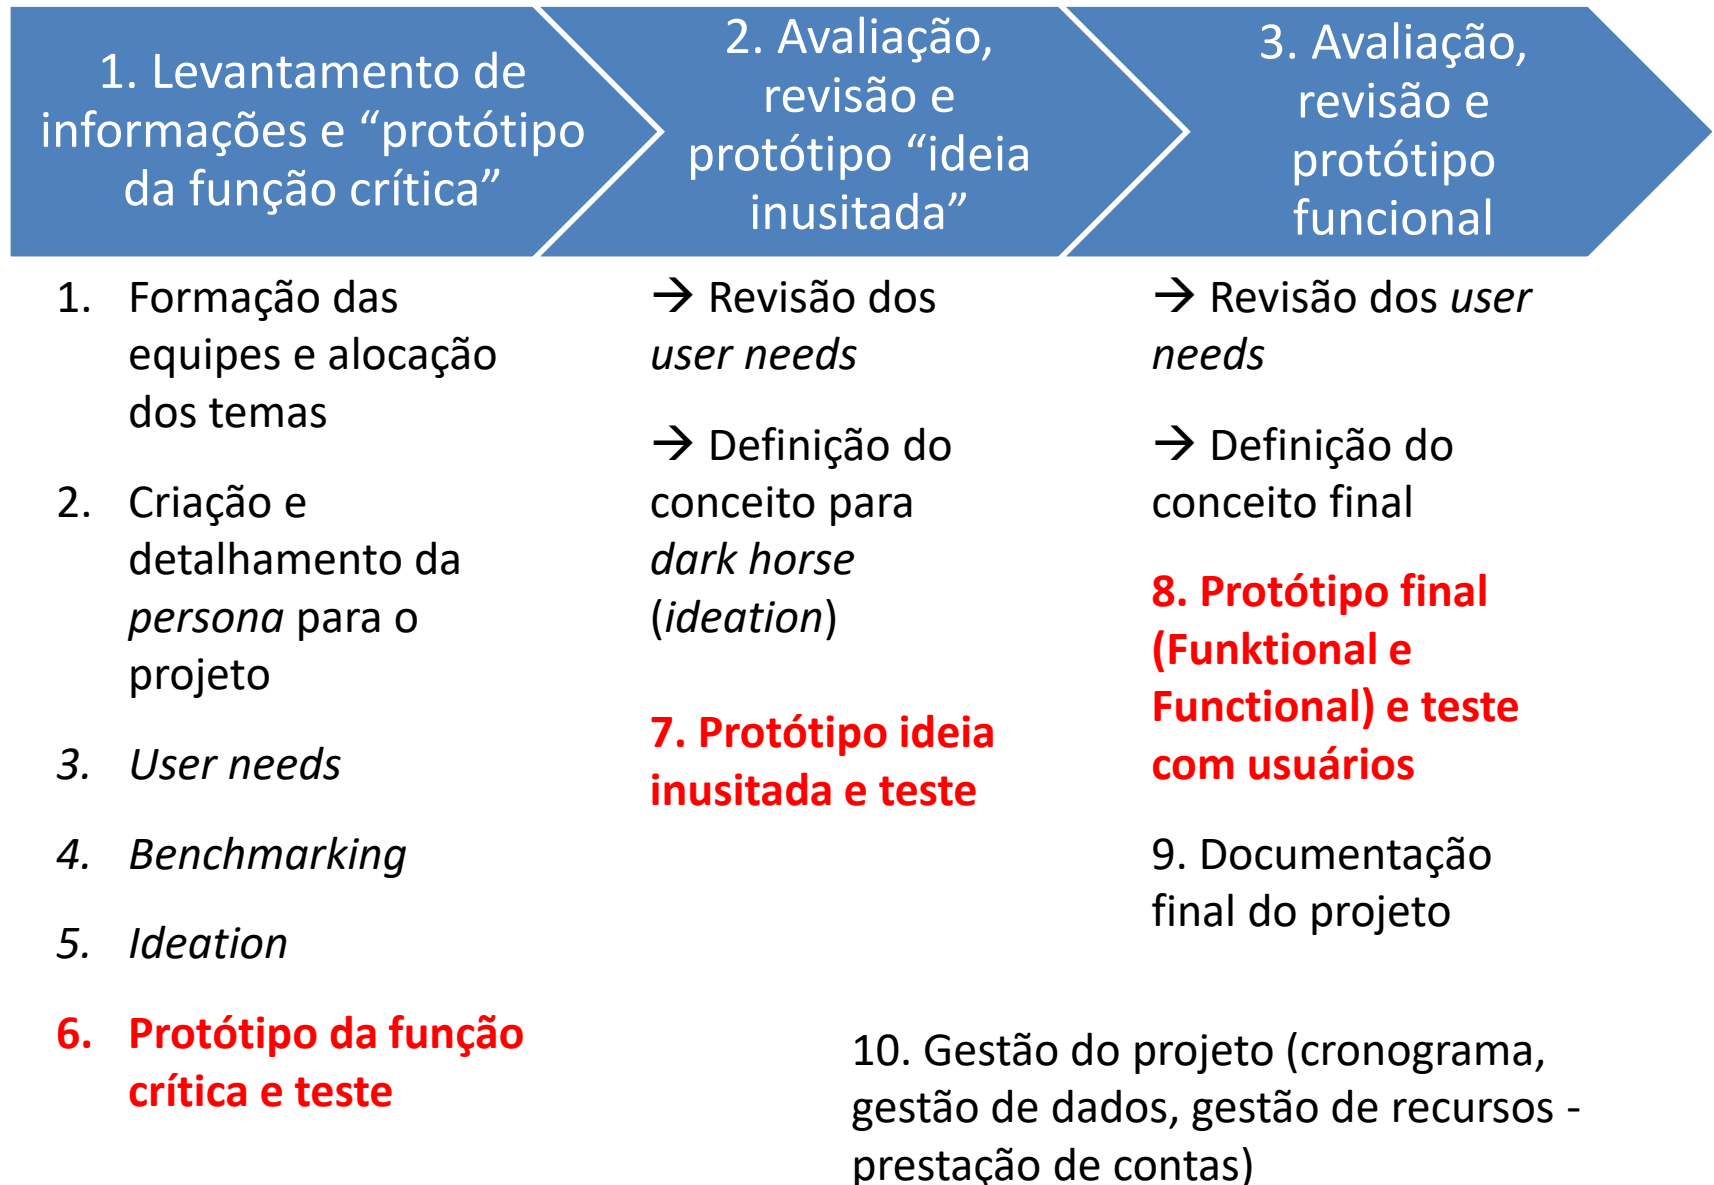 1. Levantamento de
informações e “protótipo
da função crítica”
2. Avaliação,
revisão e
protótipo “ideia
inusitada”
3. Avaliação,
revisão e
protótipo
funcional
1. Formação das
equipes e alocação
dos temas
2. Criação e
detalhamento da
persona para o
projeto
3. User needs
4. Benchmarking
5. Ideation
6. Protótipo da função
crítica e teste
→ Revisão dos
user needs
→ Definição do
conceito para
dark horse
(ideation)
7. Protótipo ideia
inusitada e teste
→ Revisão dos user
needs
→ Definição do
conceito final
8. Protótipo final
(Funktional e
Functional) e teste
com usuários
9. Documentação
final do projeto
10. Gestão do projeto (cronograma,
gestão de dados, gestão de recursos -
prestação de contas)